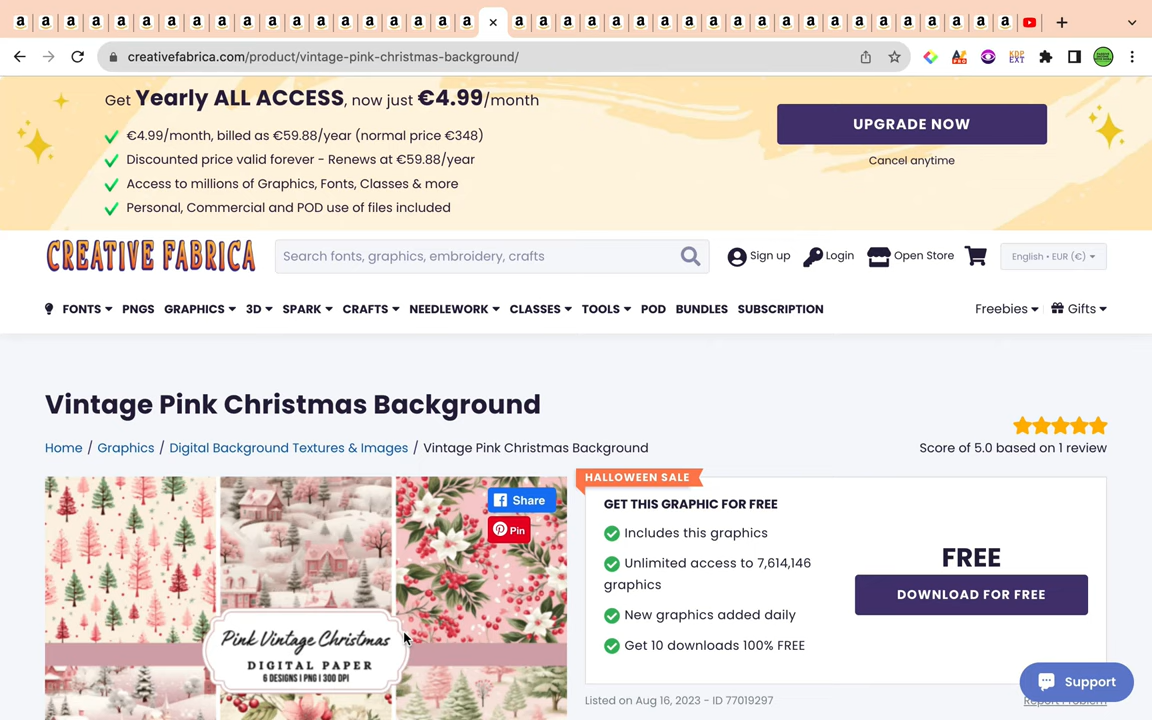 creativefabrica.com/product/vintage-pink-christmas-background/
KDP
EXT
Get Yearly ALL ACCESS, now just €4.99/month
€4.99/month, billed as €59.88/year (normal price €348)
Discounted price valid forever - Renews at €59.88/year
Access to millions of Graphics, Fonts, Classes & more
Personal, Commercial and POD use of files included
UPGRADE NOW
Cancel anytime
CREATIVE FABRICA
Search fonts, graphics, embroidery, crafts
Sign up
Login
Open Store
English • EUR (€)
FONTS PNGS GRAPHICS 3D SPARK CRAFTS NEEDLEWORK CLASSES TOOLS POD BUNDLES SUBSCRIPTION
Freebies
Gifts
Vintage Pink Christmas Background
Home / Graphics / Digital Background Textures & Images / Vintage Pink Christmas Background
Score of 5.0 based on 1 review
Share
Pin
Pink Vintage Christmas
DIGITAL PAPER
6 DESIGNS | PNG | 300 DPI
HALLOWEEN SALE
GET THIS GRAPHIC FOR FREE
Includes this graphics
Unlimited access to 7,614,146
graphics
New graphics added daily
Get 10 downloads 100% FREE
FREE
DOWNLOAD FOR FREE
Listed on Aug 16, 2023 - ID 77019297
Report Problem
Support